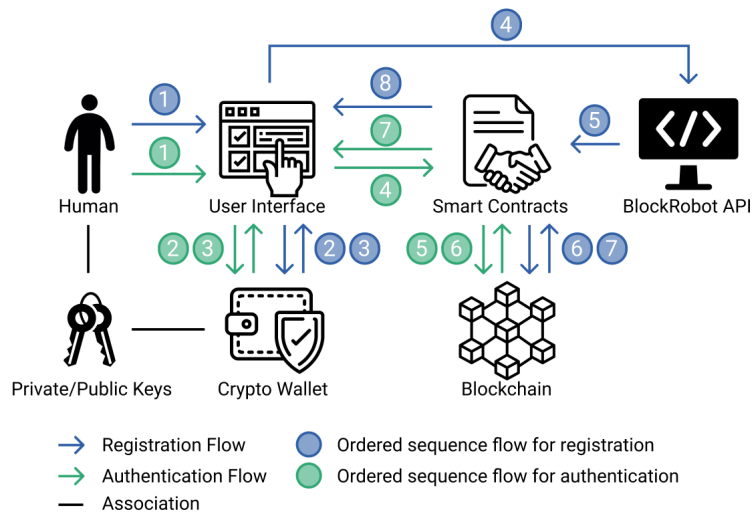 4
1
8
7
5
1
4
Human
User Interface
Smart Contracts
BlockRobot API
2 3
2 3
5 6
6 7
Private/Public Keys
Crypto Wallet
Blockchain
Registration Flow
Ordered sequence flow for registration
Authentication Flow
Ordered sequence flow for authentication
Association